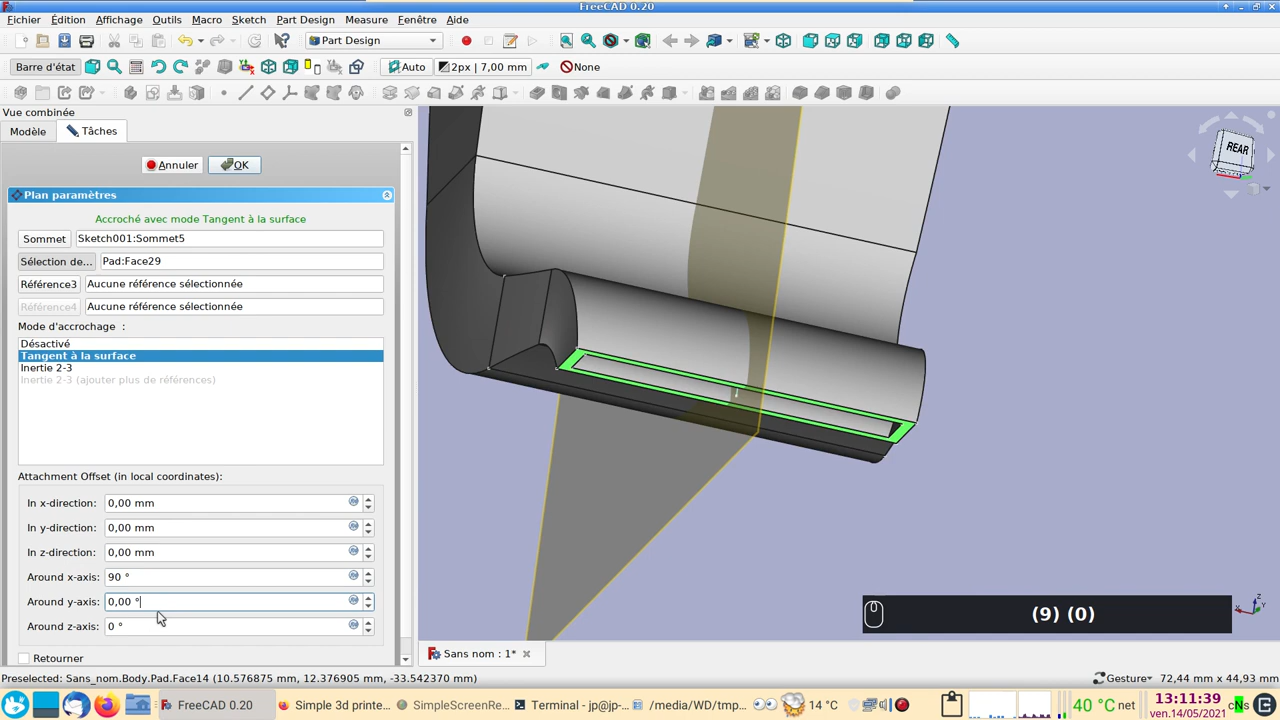 FreeCAD 0.20
Fichier Édition Affichage Outils Macro Sketch Part Design Measure Fenêtre Aide
Part Design
Barre d'état Auto 2px | 7,00 mm None
Vue combinée
Modèle Tâches
Annuler OK
Plan paramètres
Accroché avec mode Tangent à la surface
Sommet Sketch001:Sommet5
Sélection de... Pad:Face29
Référence3 Aucune référence sélectionnée
Référence4 Aucune référence sélectionnée
Mode d'accrochage :
Désactivé
Tangent à la surface
Inertie 2-3
Inertie 2-3 (ajouter plus de références)
Attachment Offset (in local coordinates):
In x-direction: 0,00 mm
In y-direction: 0,00 mm
In z-direction: 0,00 mm
Around x-axis: 90 °
Around y-axis: 0,00 °
Around z-axis: 0 °
Retourner
REAR
(9) (0)
Z
Y
X
Sans nom : 1*
Preselected: Sans_nom.Body.Pad.Face14 (10.576875, 12.376905, -33.542370) mm
Gesture 72,44 mm x 44,93 mm
FreeCAD 0.20 Simple 3d printe... SimpleScreenRe... Terminal - jp@jp-... /media/WD/tmp... 14 °C 40 °C net 13:11:39
ven.14/05/2021